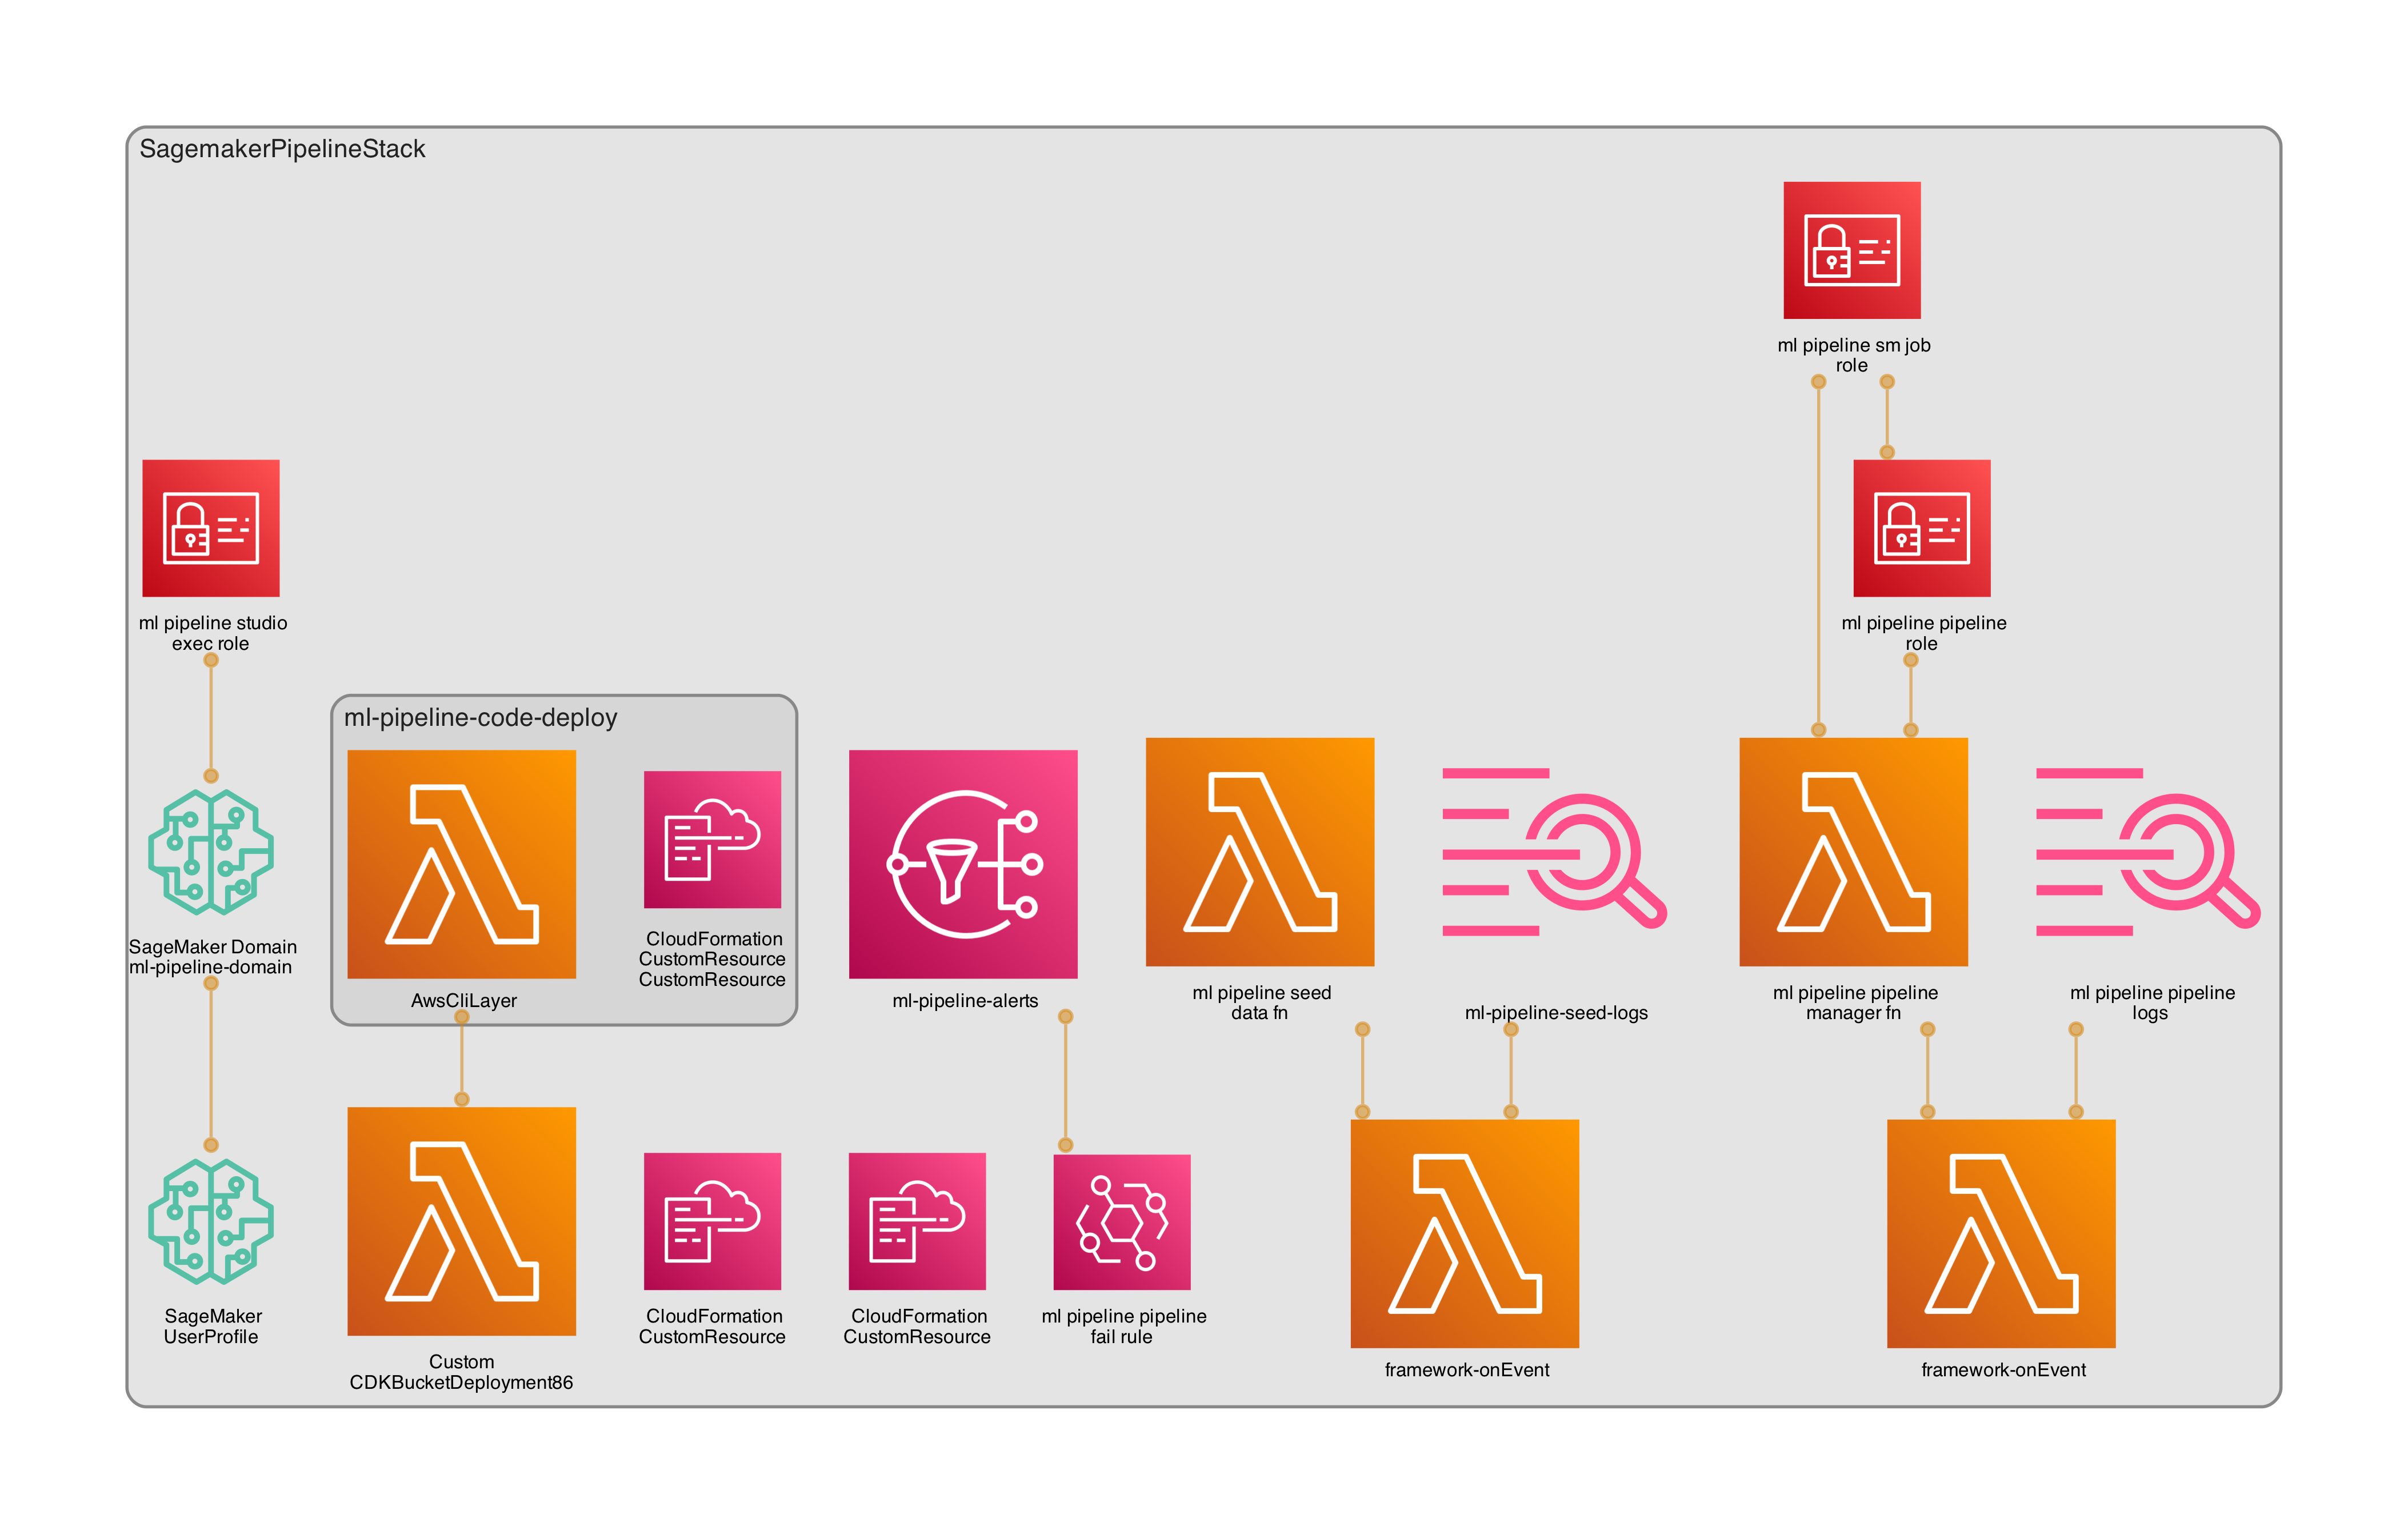 SagemakerPipelineStack
ml pipeline sm job
role
ml pipeline studio
exec role
ml pipeline pipeline
role
ml-pipeline-code-deploy
SageMaker Domain
ml-pipeline-domain
AwsCliLayer
CloudFormation
CustomResource
CustomResource
ml-pipeline-alerts
ml pipeline seed
data fn
ml-pipeline-seed-logs
ml pipeline pipeline
manager fn
ml pipeline pipeline
logs
SageMaker
UserProfile
Custom
CDKBucketDeployment86
CloudFormation
CustomResource
CloudFormation
CustomResource
ml pipeline pipeline
fail rule
framework-onEvent
framework-onEvent